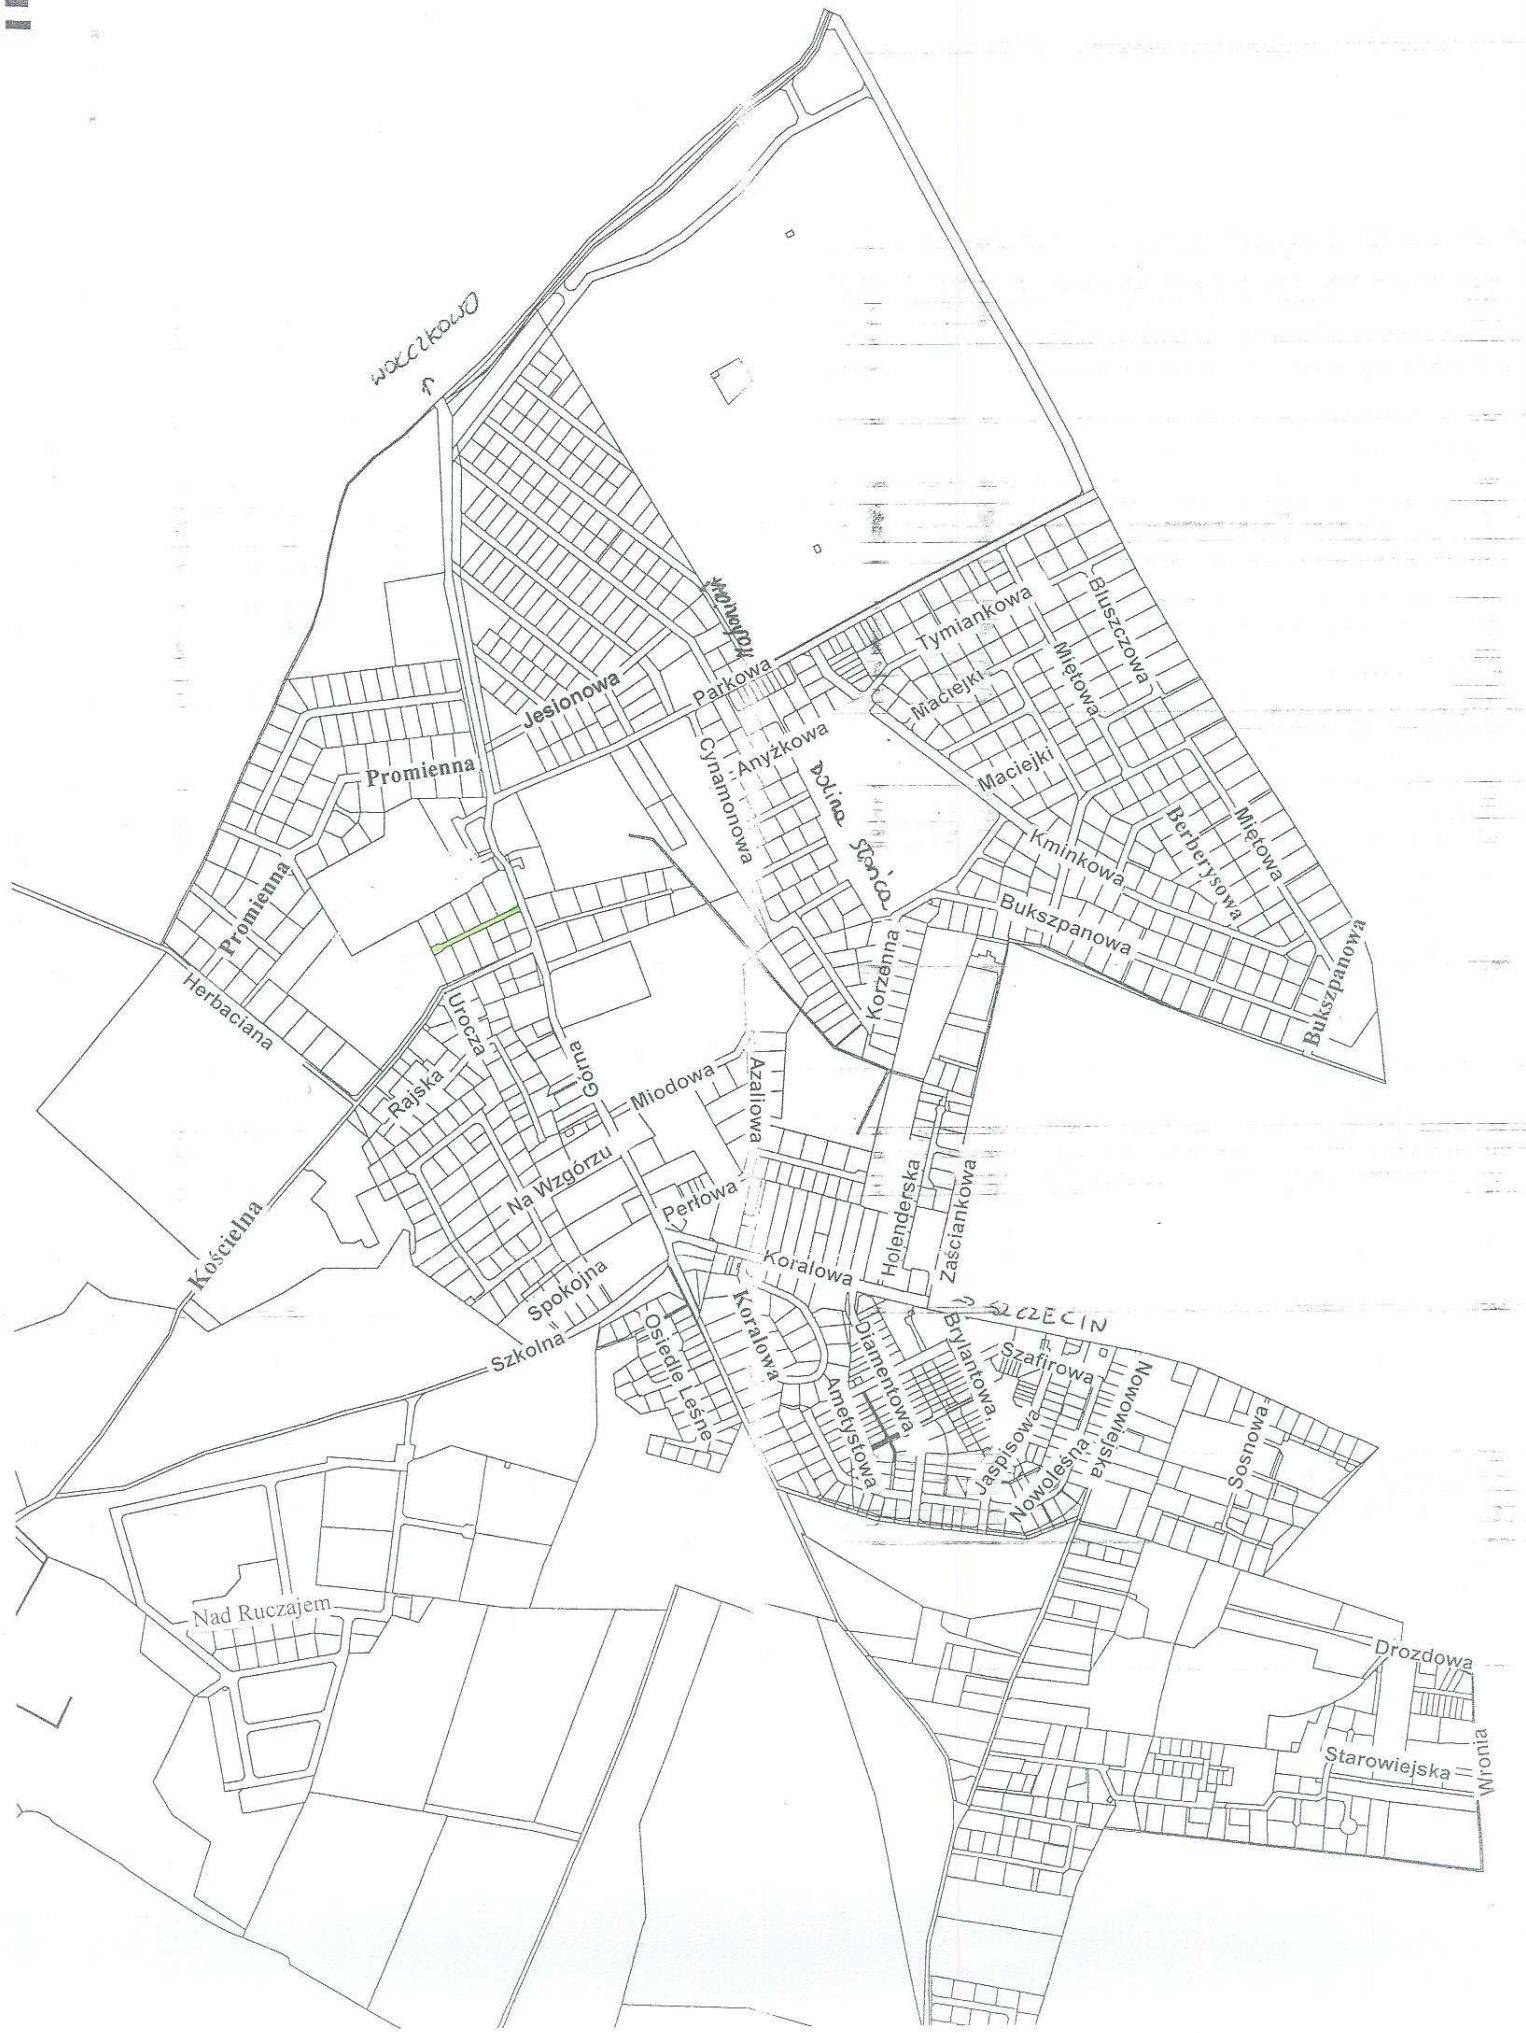 WOŁCZKOWO
Bluszczowa
Tymiankowa
Miętowa
Parkowa
Jesionowa
Maciejki
Anyżkowa
Promienna
Cynamonowa
Dolina Słońca
Maciejki
Kminkowa
Berberysowa
Miętowa
Promienna
Bukszpanowa
Bukszpanowa
Korzenna
Herbaciana
Urocza
Rajska
Górna
Miodowa
Azaliowa
Na Wzgórzu
Perłowa
Holenderska
Zaściankowa
Kościelna
Koralowa
Spokojna
SZCZECIN
Koralowa
Szkolna
Osiedle Leśne
Diamentowa
Brylantowa
Szafirowa
Nowowiejska
Ametystowa
Jaspisowa
Nowoleśna
Sosnowa
Nad Ruczajem
Drozdowa
Starowiejska
Wronia